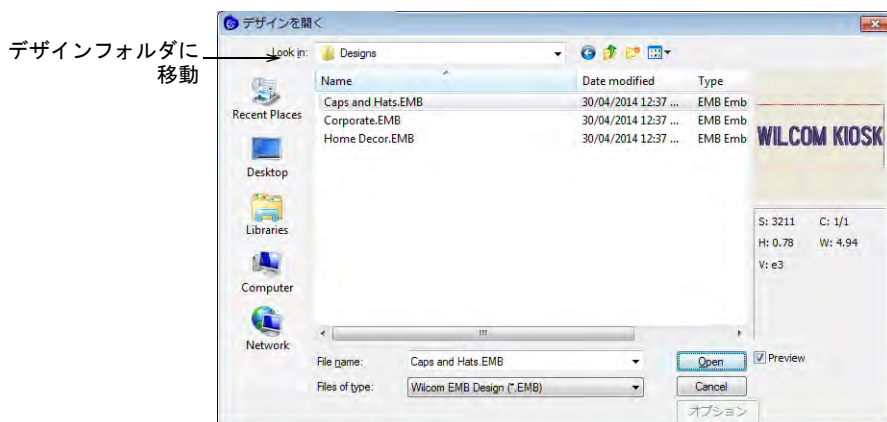 デザインを開く
デザインフォルダに
移動
Look in: Designs
Name Date modified Type
Caps and Hats.EMB 30/04/2014 12:37 ... EMB Emb
Corporate.EMB 30/04/2014 12:37 ... EMB Emb
Home Decor.EMB 30/04/2014 12:37 ... EMB Emb
Recent Places
Desktop
Libraries
Computer
Network
WILCOM KIOSK
S: 3211 C: 1/1
H: 0.78 W: 4.94
V: e3
File name: Caps and Hats.EMB Open Preview
Files of type: Wilcom EMB Design (*.EMB) Cancel
オプション